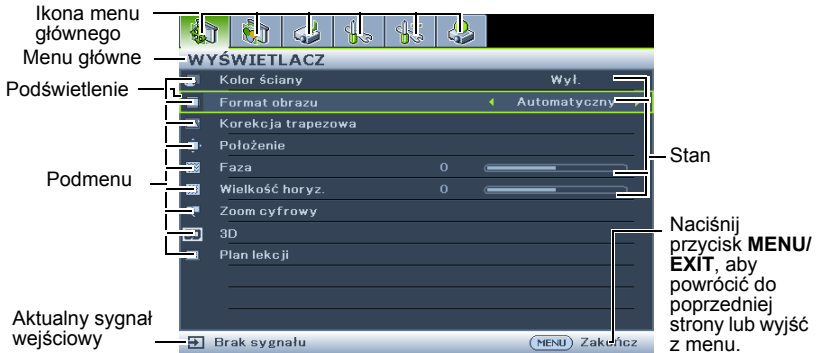 Ikona menu
głównego
Menu główne
WYŚWIETLACZ
Podświetlenie
Kolor ściany Wył.
Format obrazu Automatyczny
Korekcja trapezowa
Położenie
Faza 0
Wielkość horyz. 0
Zoom cyfrowy
3D
Plan lekcji
Podmenu
Stan
Naciśnij
przycisk MENU/
EXIT, aby
powrócić do
poprzedniej
strony lub wyjść
z menu.
Aktualny sygnał
wejściowy
Brak sygnału MENU Zakończ